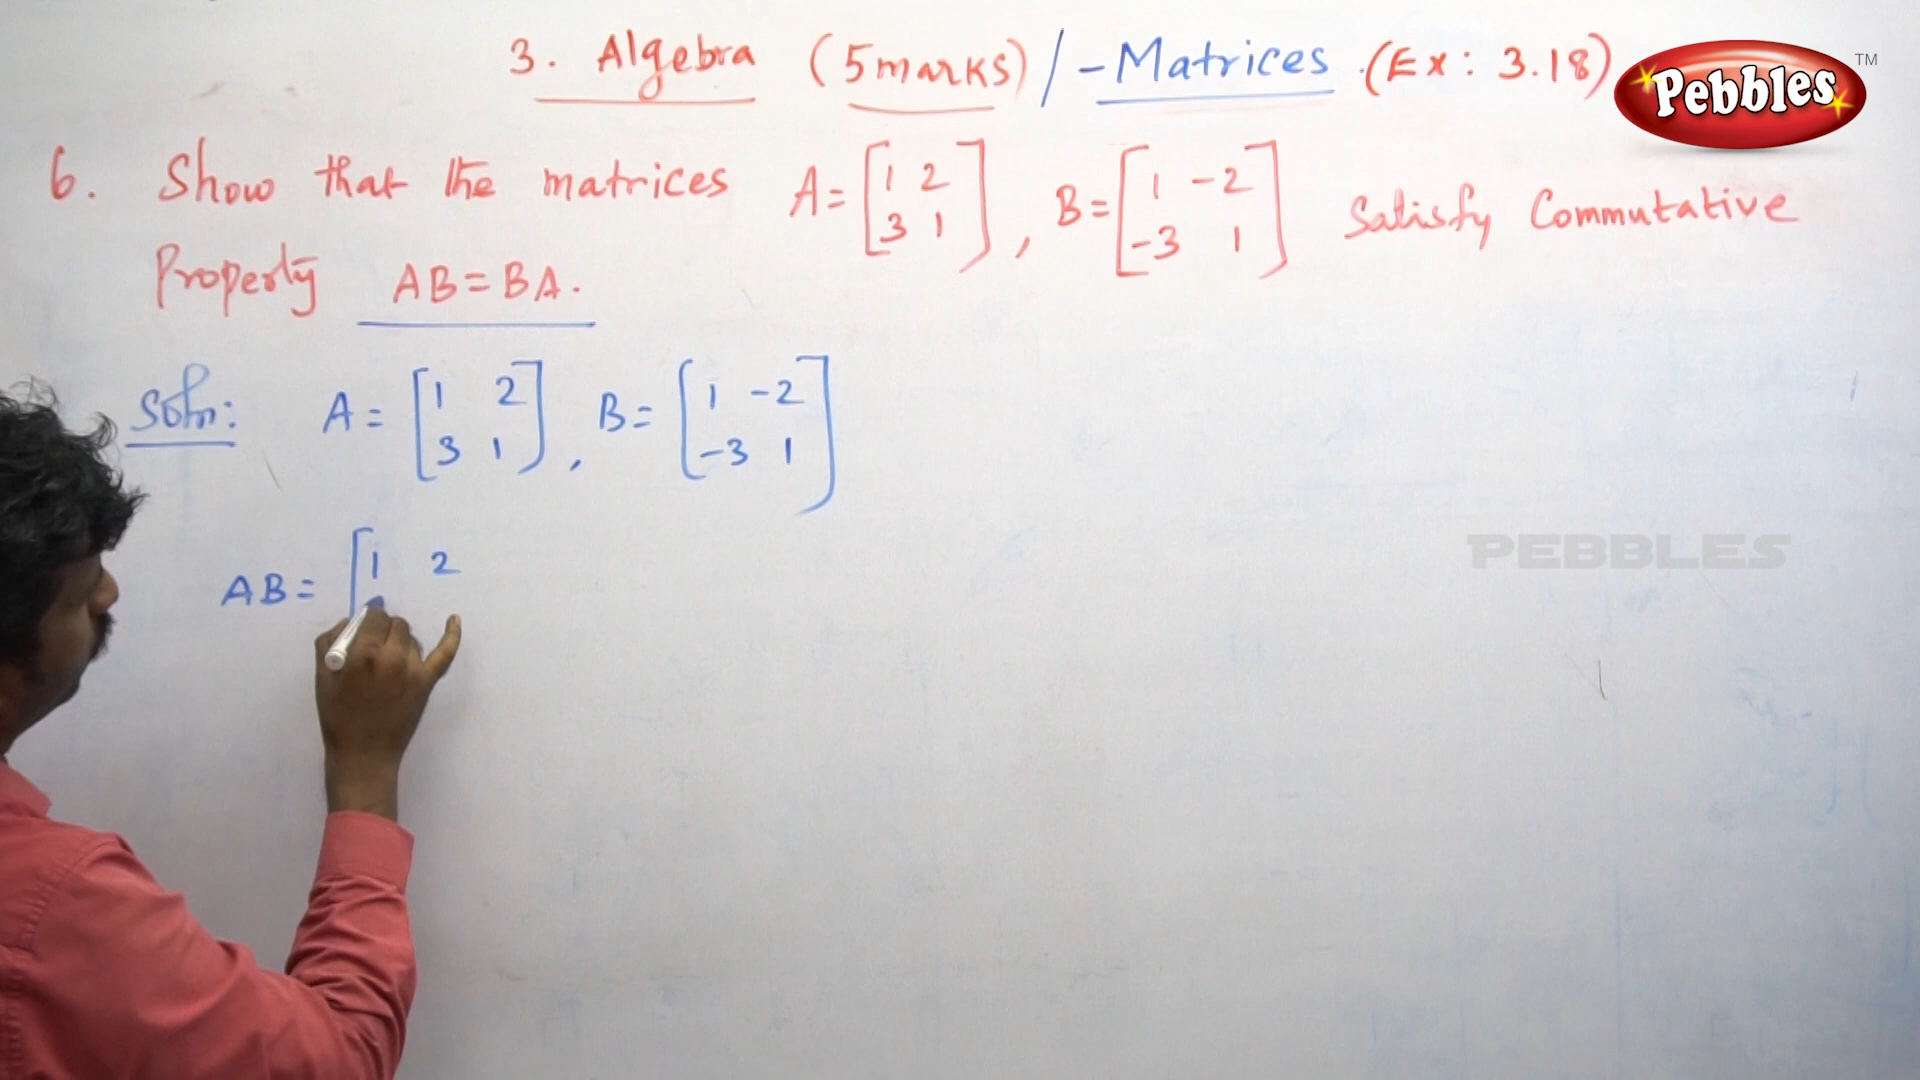 3. Algebra (5marks) / - Matrices (Ex: 3.18)
Pebbles TM
6. Show that the matrices A = [1 2 3 1], B = [1 -2 -3 1] Satisfy Commutative
Property AB = BA.
Soln: A = [1 2 3 1], B = [1 -2 -3 1]
AB = [1 2
PEBBLES